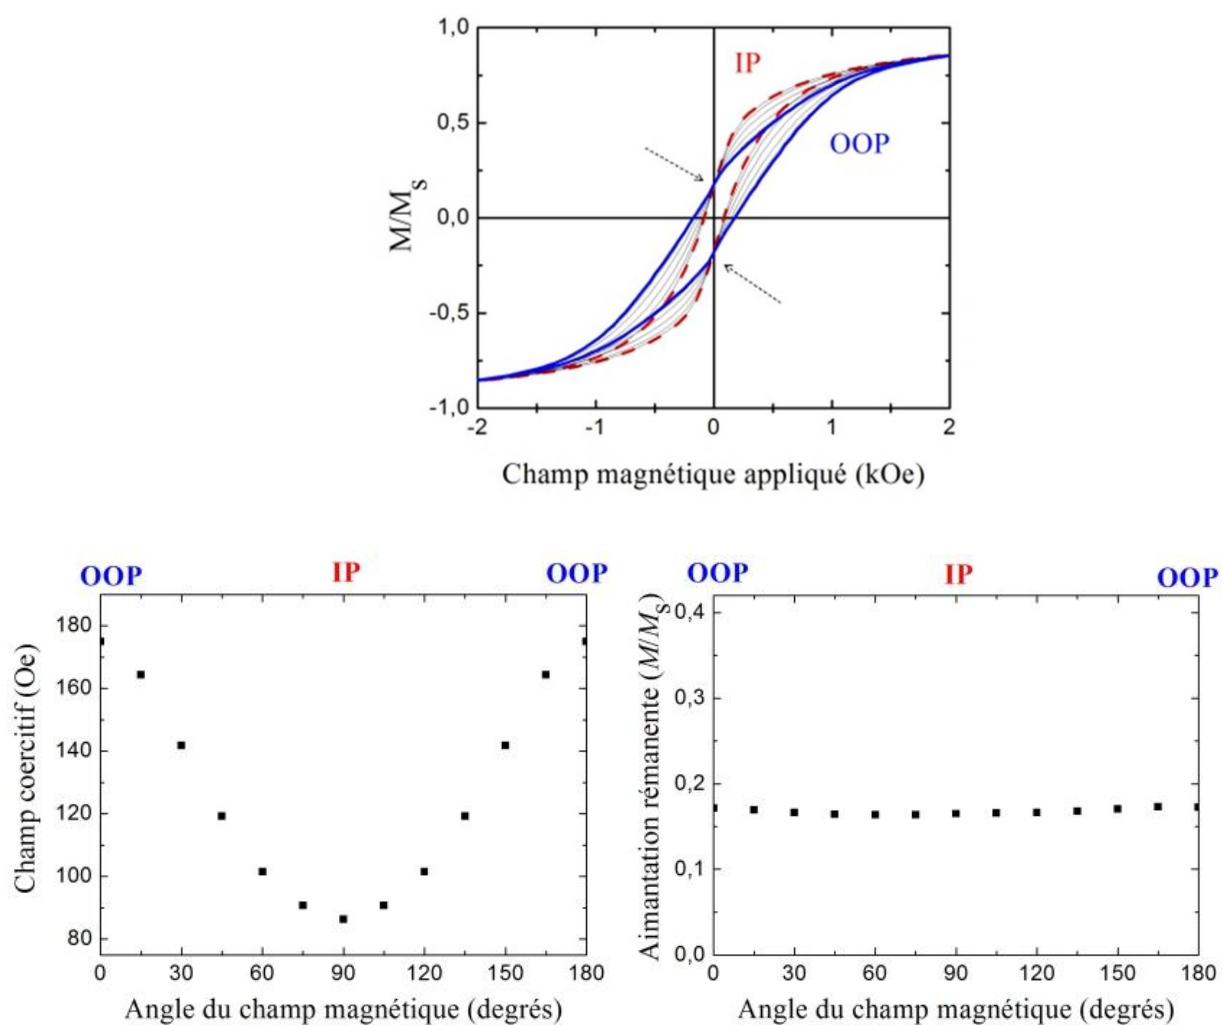 1,0
IP
0,5
OOP
M/Ms
0,0
-0,5
-1,0
-2 -1 0 1 2
Champ magnétique appliqué (kOe)
OOP IP OOP
180
160
140
120
100
80
Champ coercitif (Oe)
0 30 60 90 120 150 180
Angle du champ magnétique (degrés)
OOP IP OOP
0,4
0,3
0,2
0,1
0,0
Aimantation rémanente (M/Ms)
0 30 60 90 120 150 180
Angle du champ magnétique (degrés)